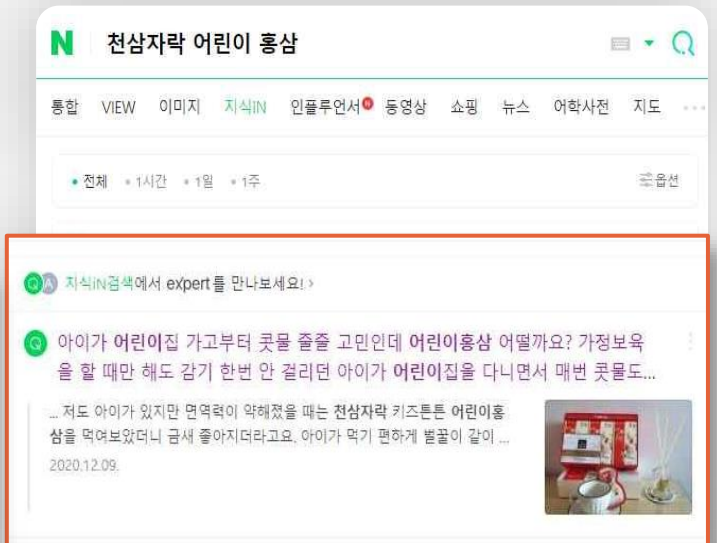 N 천삼자락 어린이 홍삼
통합 VIEW 이미지 지식iN 인플루언서 N 동영상 쇼핑 뉴스 어학사전 지도 ...
• 전체 • 1시간 • 1일 • 1주 옵션
Q A 지식iN검색에서 expert를 만나보세요! >
Q 아이가 어린이집 가고부터 콧물 줄줄 고민인데 어린이홍삼 어떨까요? 가정보육
을 할 때만 해도 감기 한번 안 걸리던 아이가 어린이집을 다니면서 매번 콧물도...
... 저도 아이가 있지만 면역력이 약해졌을 때는 천삼자락 키즈튼튼 어린이홍
삼을 먹여보았더니 금새 좋아지더라고요. 아이가 먹기 편하게 벌꿀이 같이 ...
2020.12.09.